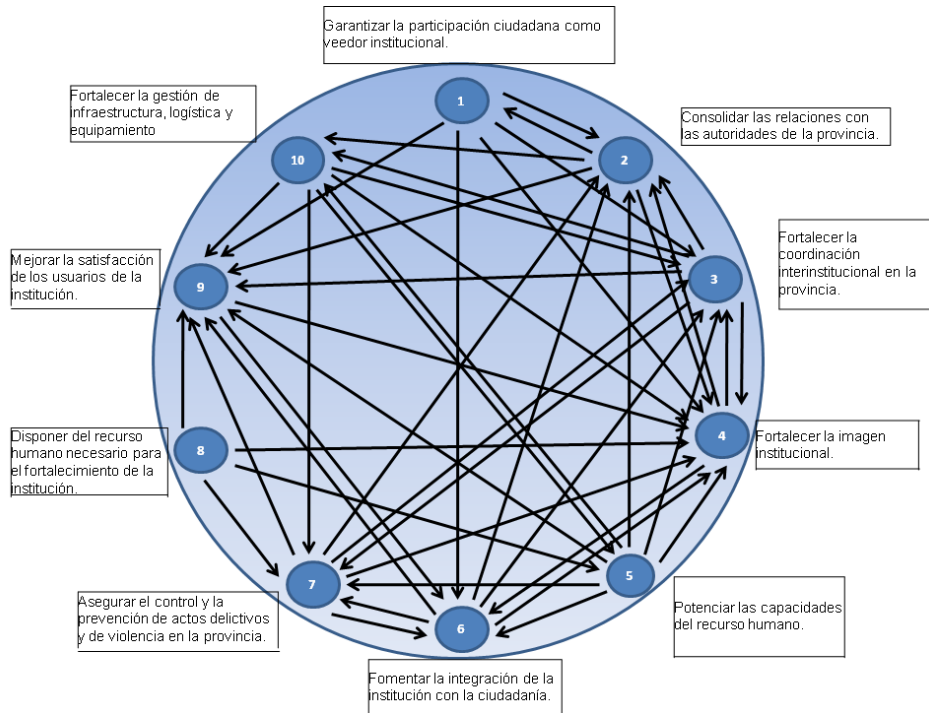 Garantizar la participación ciudadana como
veedor institucional.
Fortalecer la gestión de
infraestructura, logística y
equipamiento
1
Consolidar las relaciones con
las autoridades de la provincia.
10
2
Mejorar la satisfacción
de los usuarios de la
institución.
9
3
Fortalecer la
coordinación
interinstitucional en la
provincia.
Disponer del recurso
humano necesario para
el fortalecimiento de la
institución.
8
4
Fortalecer la imagen
institucional.
7
5
Asegurar el control y la
prevención de actos delictivos
y de violencia en la provincia.
6
Potenciar las capacidades
del recurso humano.
Fomentar la integración de la
institución con la ciudadanía.